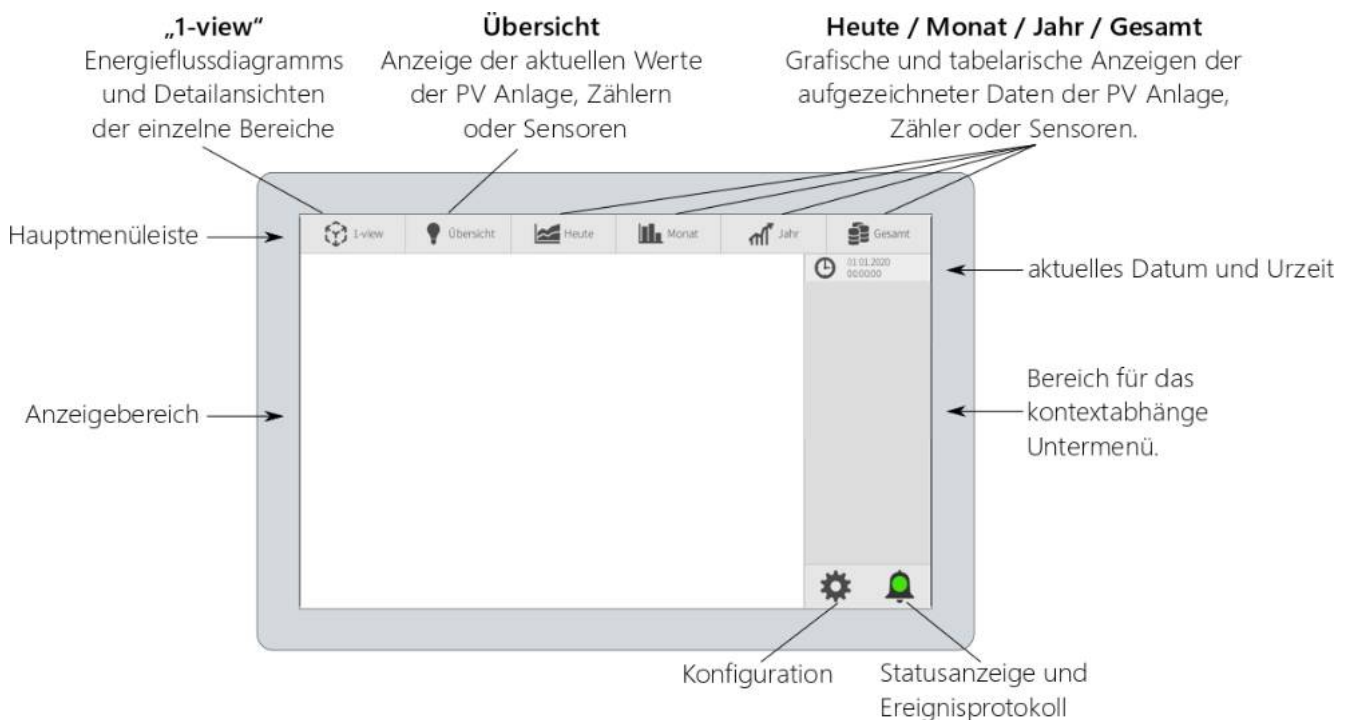 „1-view“
Energieflussdiagramms
und Detailansichten
der einzelne Bereiche
Übersicht
Anzeige der aktuellen Werte
der PV Anlage, Zählern
oder Sensoren
Heute / Monat / Jahr / Gesamt
Grafische und tabelarische Anzeigen der
aufgezeichneter Daten der PV Anlage,
Zähler oder Sensoren.
Hauptmenüleiste
1-view
Übersicht
Heute
Monat
Jahr
Gesamt
01.01.2020
00:00:00
aktuelles Datum und Urzeit
Anzeigebereich
Bereich für das
kontextabhänge
Untermenü.
Konfiguration
Statusanzeige und
Ereignisprotokoll